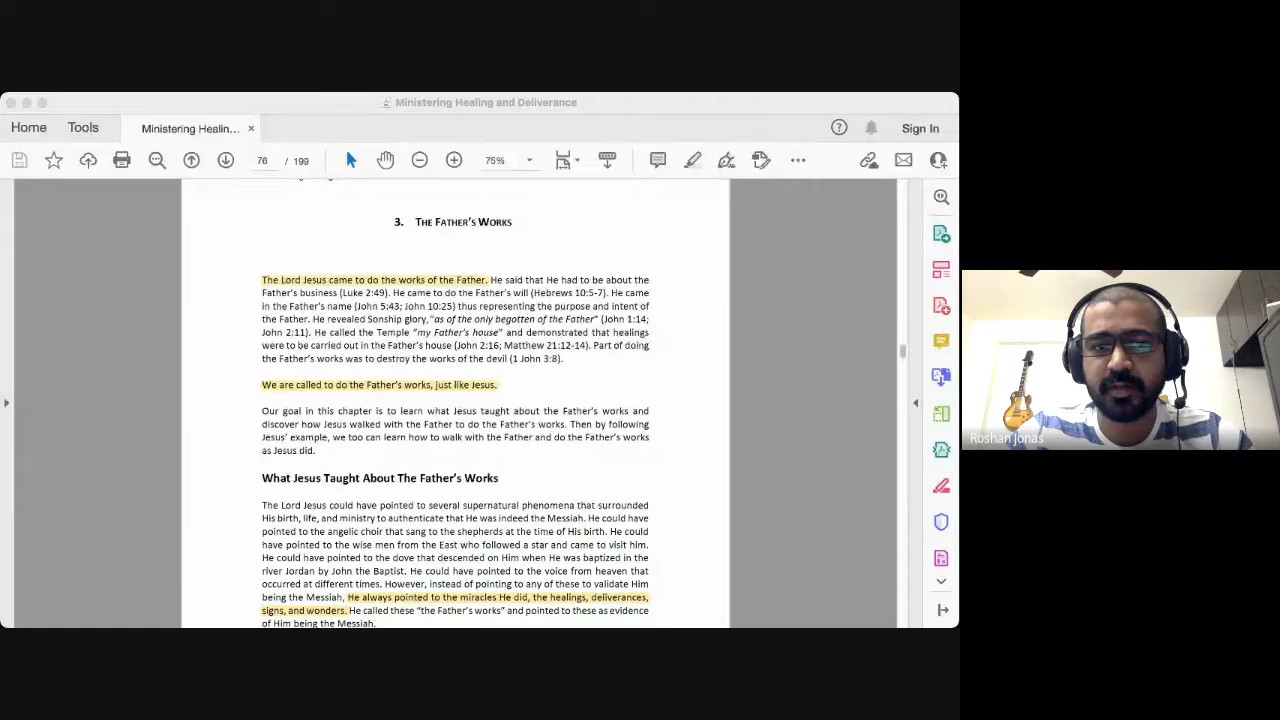 Ministering Healing and Deliverance
Home Tools Ministering Healin... × Sign In
76 / 199 75%
3. THE FATHER'S WORKS
The Lord Jesus came to do the works of the Father. He said that He had to be about the
Father's business (Luke 2:49). He came to do the Father's will (Hebrews 10:5-7). He came
in the Father's name (John 5:43; John 10:25) thus representing the purpose and intent of
the Father. He revealed Sonship glory,"as of the only begotten of the Father" (John 1:14;
John 2:11). He called the Temple "my Father's house" and demonstrated that healings
were to be carried out in the Father's house (John 2:16; Matthew 21:12-14). Part of doing
the Father's works was to destroy the works of the devil (1 John 3:8).
We are called to do the Father's works, just like Jesus.
Our goal in this chapter is to learn what Jesus taught about the Father's works and
discover how Jesus walked with the Father to do the Father's works. Then by following
Jesus' example, we too can learn how to walk with the Father and do the Father's works
as Jesus did.
What Jesus Taught About The Father's Works
The Lord Jesus could have pointed to several supernatural phenomena that surrounded
His birth, life, and ministry to authenticate that He was indeed the Messiah. He could have
pointed to the angelic choir that sang to the shepherds at the time of His birth. He could
have pointed to the wise men from the East who followed a star and came to visit him.
He could have pointed to the dove that descended on Him when He was baptized in the
river Jordan by John the Baptist. He could have pointed to the voice from heaven that
occurred at different times. However, instead of pointing to any of these to validate Him
being the Messiah, He always pointed to the miracles He did, the healings, deliverances,
signs, and wonders. He called these "the Father's works" and pointed to these as evidence
of Him being the Messiah.
Roshan Jonas